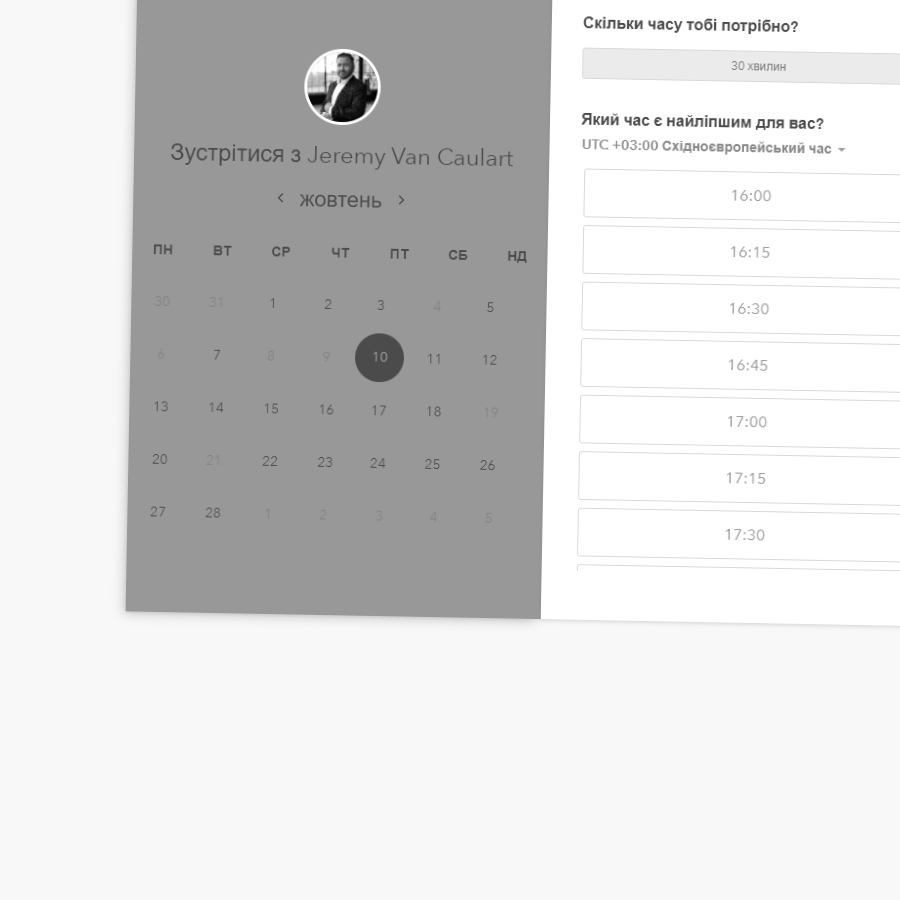 Зустрітися з Jeremy Van Caulart
жовтень
ПН ВТ СР ЧТ ПТ СБ НД
30 31 1 2 3 4 5
6 7 8 9 10 11 12
13 14 15 16 17 18 19
20 21 22 23 24 25 26
27 28 1 2 3 4 5
Скільки часу тобі потрібно?
30 хвилин
Який час є найліпшим для вас?
UTC +03:00 Східноєвропейський час
16:00
16:15
16:30
16:45
17:00
17:15
17:30